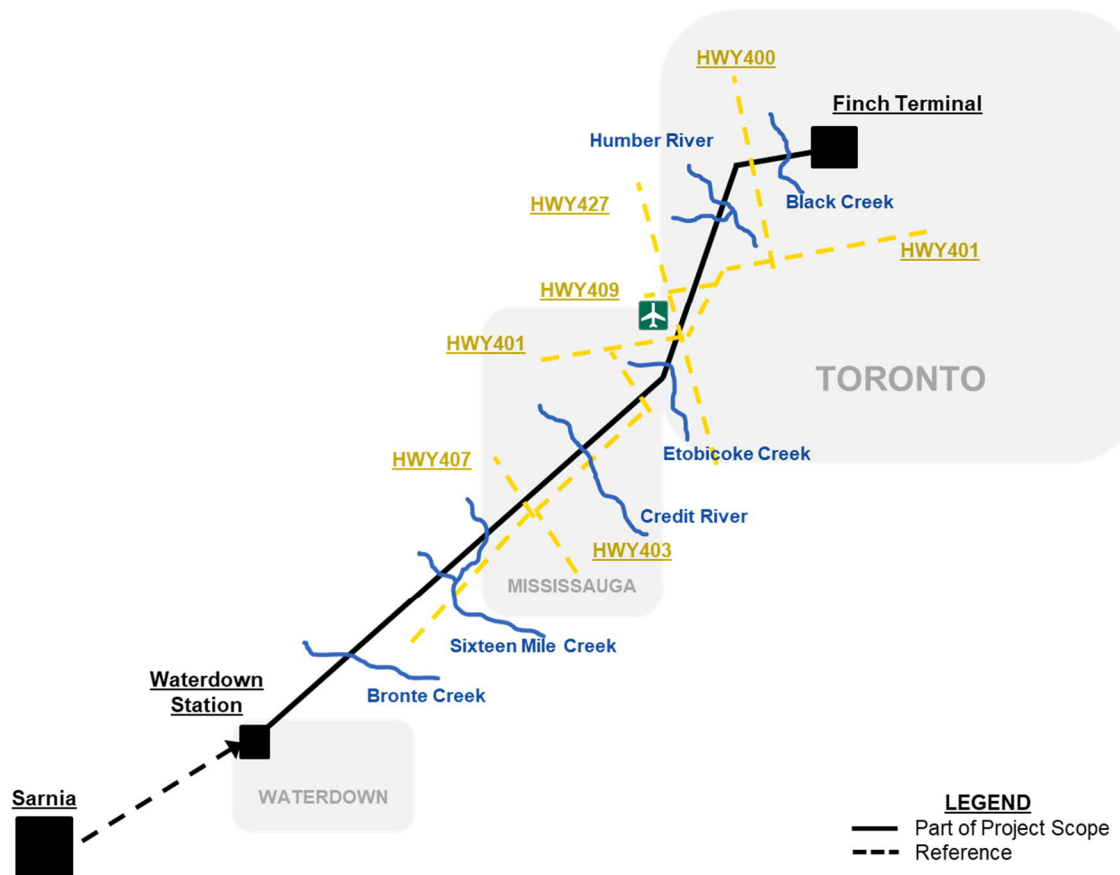 HWY400
Finch Terminal
Humber River
HWY427
Black Creek
HWY401
HWY409
HWY401
TORONTO
HWY407
Etobicoke Creek
Credit River
HWY403
MISSISSAUGA
Sixteen Mile Creek
Waterdown
Station
Bronte Creek
WATERDOWN
Sarnia
LEGEND
Part of Project Scope
Reference